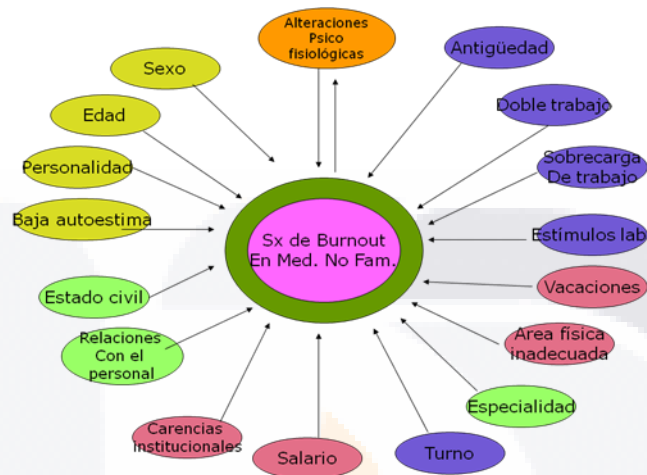 Alteraciones
Psico
fisiológicas
Sexo
Antigüedad
Edad
Doble trabajo
Personalidad
Sobrecarga
De trabajo
Baja autoestima
Sx de Burnout
En Med. No Fam.
Estímulos lab
Estado civil
Vacaciones
Relaciones
Con el
personal
Area física
inadecuada
Especialidad
Carencias
institucionales
Salario
Turno